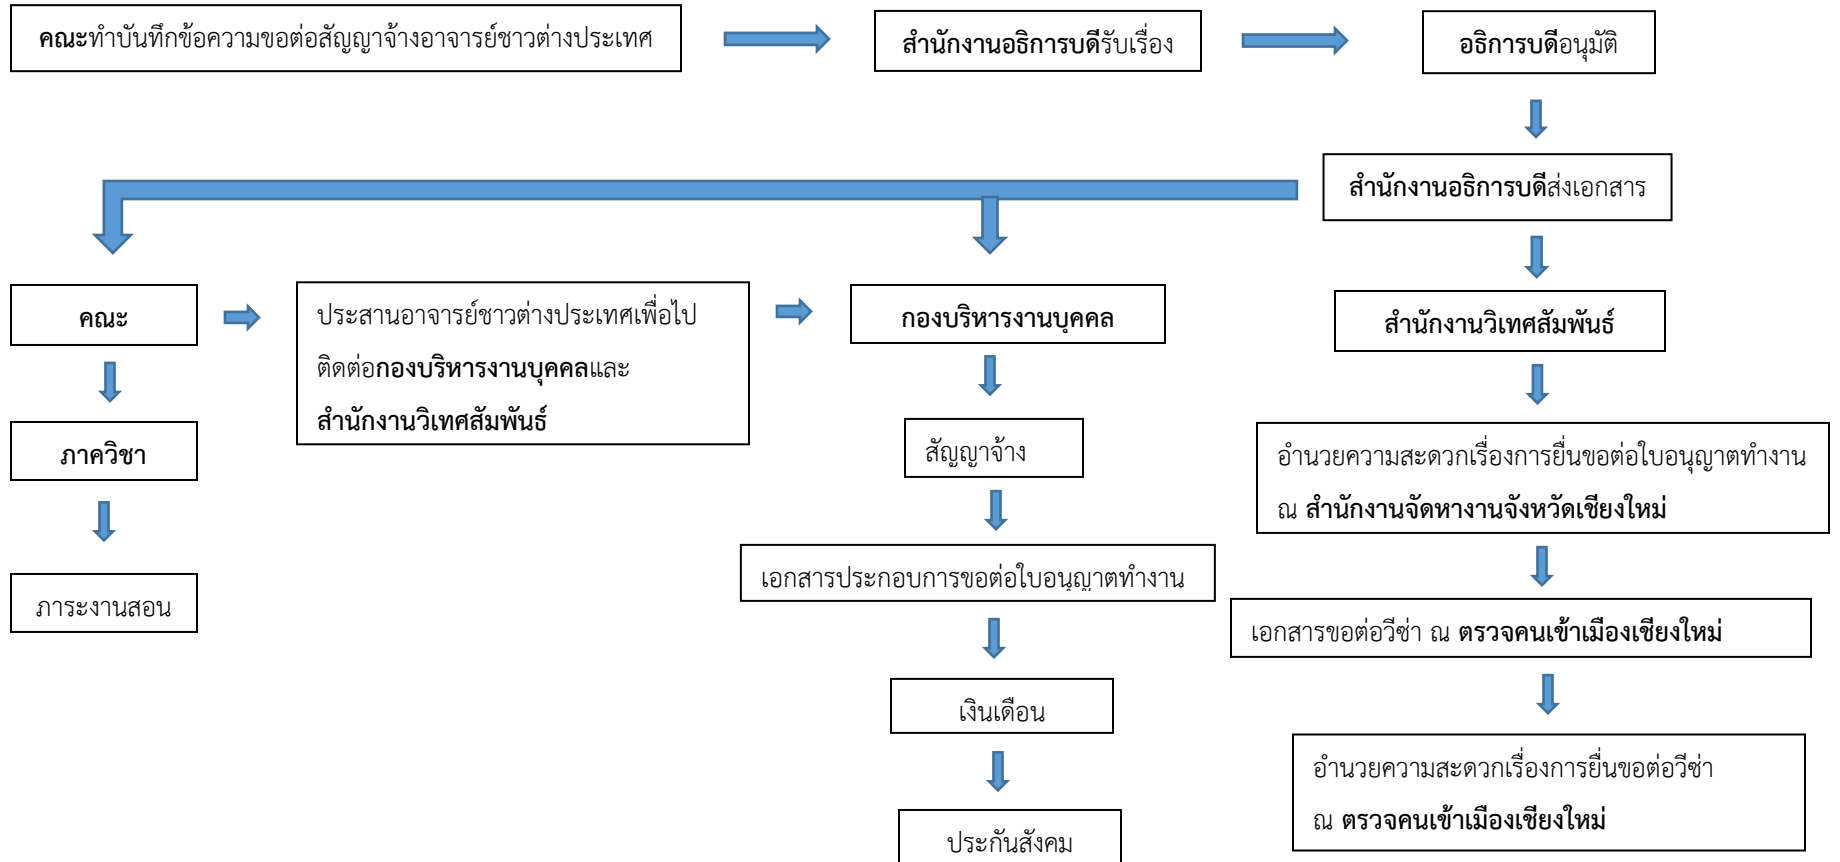 คณะทำบันทึกข้อความขอต่อสัญญาจ้างอาจารย์ชาวต่างประเทศ
สำนักงานอธิการบดีรับเรื่อง
อธิการบดีอนุมัติ
สำนักงานอธิการบดีส่งเอกสาร
คณะ
ประสานอาจารย์ชาวต่างประเทศเพื่อไป
ติดต่อกองบริหารงานบุคคลและ
สำนักงานวิเทศสัมพันธ์
กองบริหารงานบุคคล
สำนักงานวิเทศสัมพันธ์
ภาควิชา
สัญญาจ้าง
อำนวยความสะดวกเรื่องการยื่นขอต่อใบอนุญาตทำงาน
ณ สำนักงานจัดหางานจังหวัดเชียงใหม่
ภาระงานสอน
เอกสารประกอบการขอต่อใบอนุญาตทำงาน
เอกสารขอต่อวีซ่า ณ ตรวจคนเข้าเมืองเชียงใหม่
เงินเดือน
อำนวยความสะดวกเรื่องการยื่นขอต่อวีซ่า
ณ ตรวจคนเข้าเมืองเชียงใหม่
ประกันสังคม